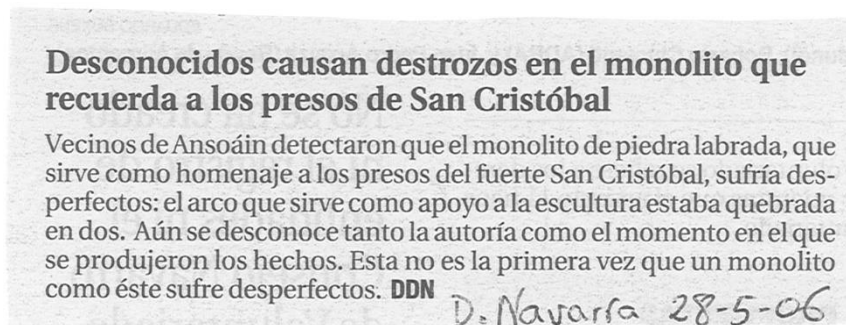 Desconocidos causan destrozos en el monolito que
recuerda a los presos de San Cristóbal
Vecinos de Ansoáin detectaron que el monolito de piedra labrada, que
sirve como homenaje a los presos del fuerte San Cristóbal, sufría des-
perfectos: el arco que sirve como apoyo a la escultura estaba quebrada
en dos. Aún se desconoce tanto la autoría como el momento en el que
se produjeron los hechos. Esta no es la primera vez que un monolito
como éste sufre desperfectos. DDN
D. Navarra 28-5-06